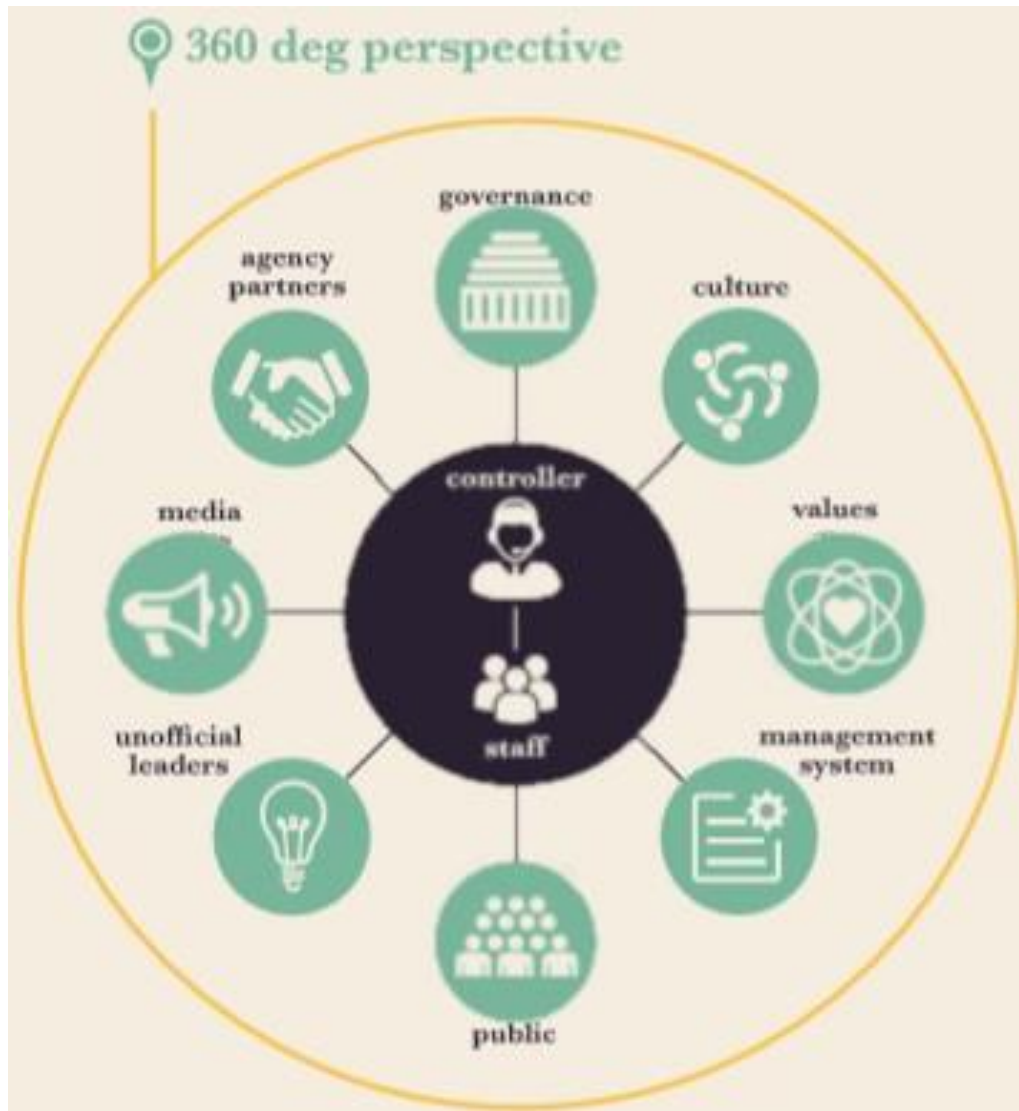 360 deg perspective
governance
agency
partners
culture
media
values
controller
staff
unofficial
leaders
management
system
public